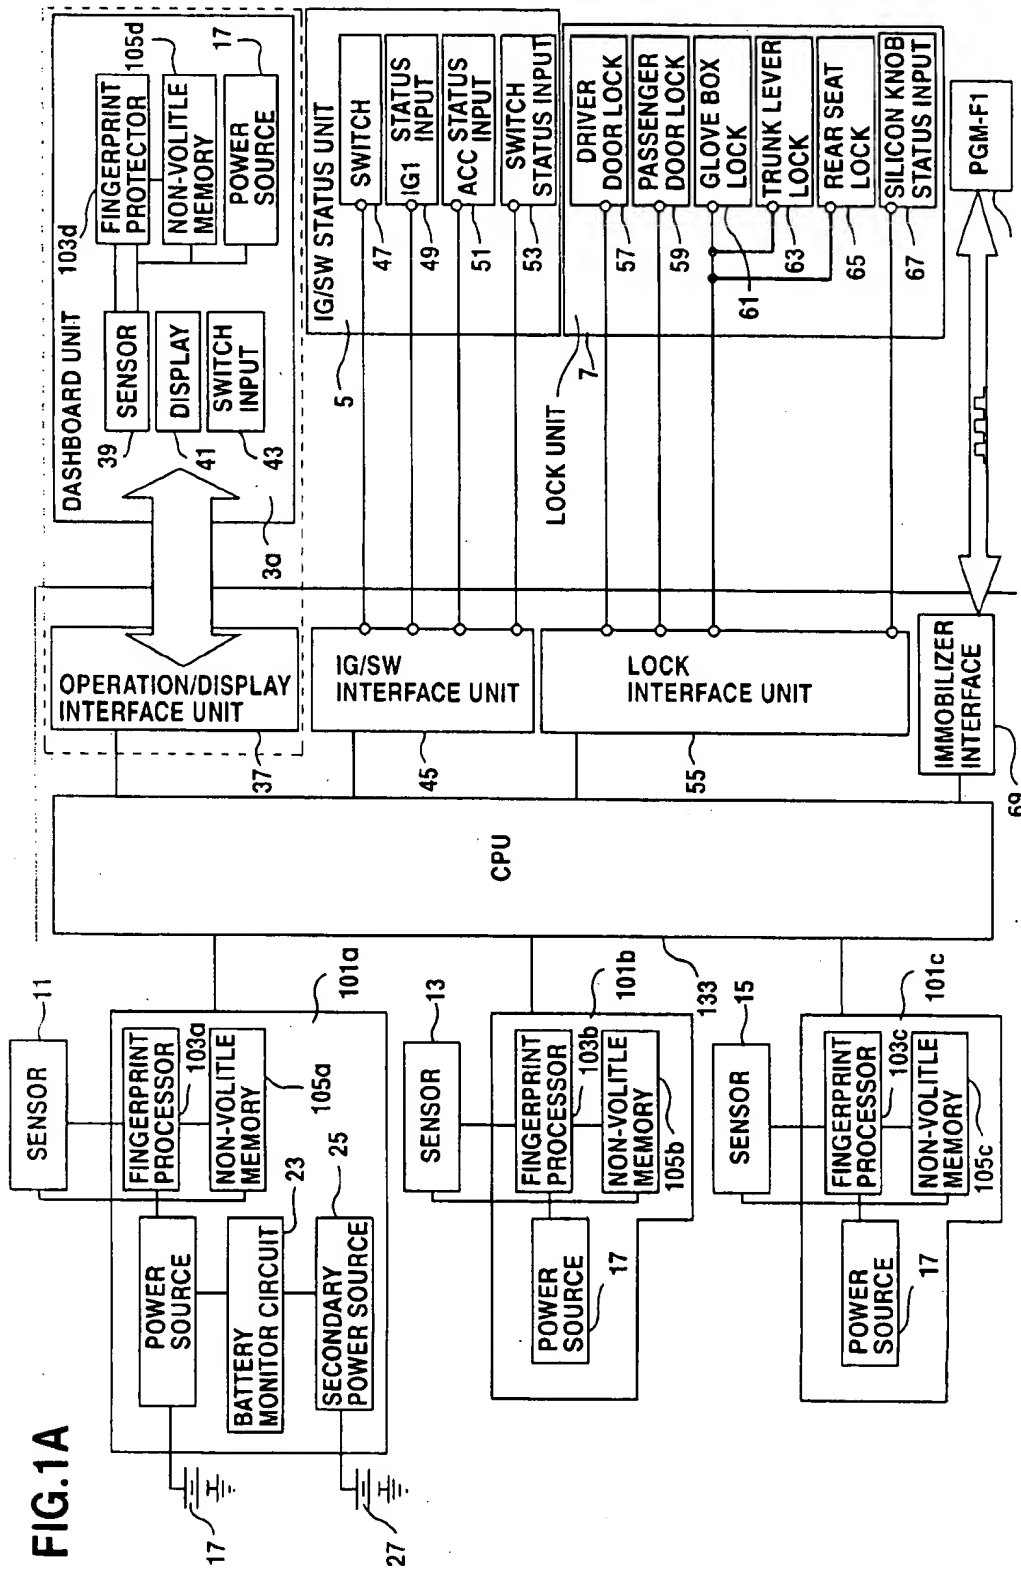 FIG.1A
SENSOR
11
FINGERPRINT
PROCESSOR
103a
NON-VOLITLE
MEMORY
105a
POWER
SOURCE
BATTERY
MONITOR CIRCUIT
23
SECONDARY
POWER SOURCE
25
17
27
101a
SENSOR
13
FINGERPRINT
PROCESSOR
103b
NON-VOLITLE
MEMORY
105b
POWER
SOURCE
17
101b
133
SENSOR
15
FINGERPRINT
PROCESSOR
103c
NON-VOLITLE
MEMORY
105c
POWER
SOURCE
17
101c
CPU
OPERATION/DISPLAY
INTERFACE UNIT
37
IG/SW
INTERFACE UNIT
45
LOCK
INTERFACE UNIT
55
IMMOBILIZER
INTERFACE
69
DASHBOARD UNIT
3a
SENSOR
39
DISPLAY
41
SWITCH
INPUT
43
103d
FINGERPRINT
PROTECTOR
105d
NON-VOLITLE
MEMORY
17
POWER
SOURCE
IG/SW STATUS UNIT
5
SWITCH
47
IG1 STATUS
INPUT
49
ACC STATUS
INPUT
51
SWITCH
STATUS INPUT
53
LOCK UNIT
7
DRIVER
DOOR LOCK
57
PASSENGER
DOOR LOCK
59
GLOVE BOX
LOCK
61
TRUNK LEVER
LOCK
63
REAR SEAT
LOCK
65
SILICON KNOB
STATUS INPUT
67
PGM-F1